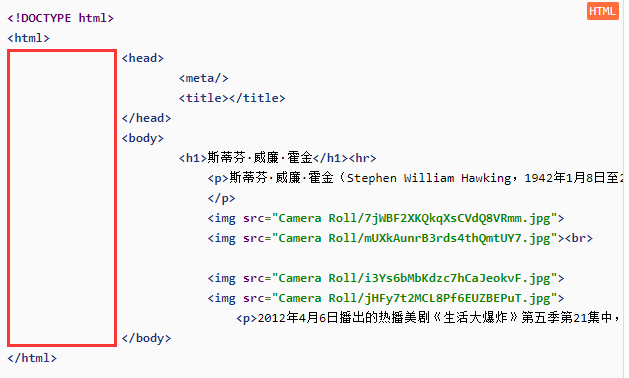 HTML
<!DOCTYPE html>
<html>
<head>
<meta/>
<title></title>
</head>
<body>
<h1>斯蒂芬·威廉·霍金</h1><hr>
<p>斯蒂芬·威廉·霍金（Stephen William Hawking，1942年1月8日至2
</p>
<img src="Camera Roll/7jWBF2XKQkqXsCVdQ8VRmm.jpg">
<img src="Camera Roll/mUXkAunrB3rds4thQmtUY7.jpg"><br>
<img src="Camera Roll/i3Ys6bMbKdzc7hCaJeokvF.jpg">
<img src="Camera Roll/jHFy7t2MCL8Pf6EUZBEPuT.jpg">
<p>2012年4月6日播出的热播美剧《生活大爆炸》第五季第21集中，
</body>
</html>